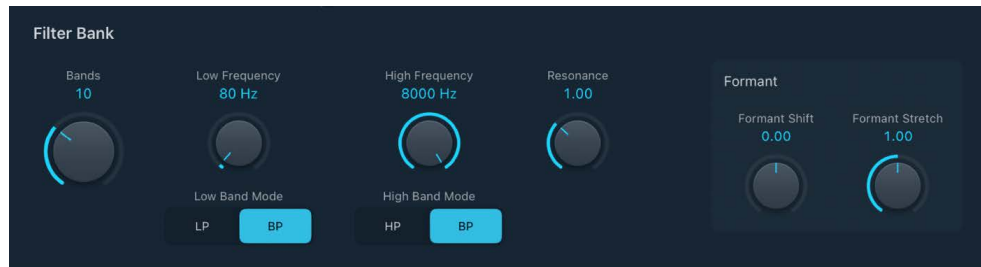 Filter Bank
Bands
10
Low Frequency
80 Hz
High Frequency
8000 Hz
Resonance
1.00
Low Band Mode
LP
BP
High Band Mode
HP
BP
Formant
Formant Shift
0.00
Formant Stretch
1.00